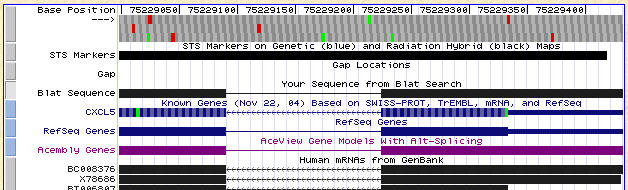 Base Position 75229050 75229100 75229150 75229200 75229250 75229300 75229350 75229400
--->
STS Markers on Genetic (blue) and Radiation Hybrid (black) Maps
STS Markers
Gap Locations
Gap
Your Sequence from Blat Search
Blat Sequence
Known Genes (Nov 22, 04) Based on SWISS-PROT, TrEMBL, mRNA, and RefSeq
CXCL5
RefSeq Genes
RefSeq Genes
AceView Gene Models With Alt-Splicing
Acembly Genes
Human mRNAs from GenBank
BC008376
X78686
BT006807